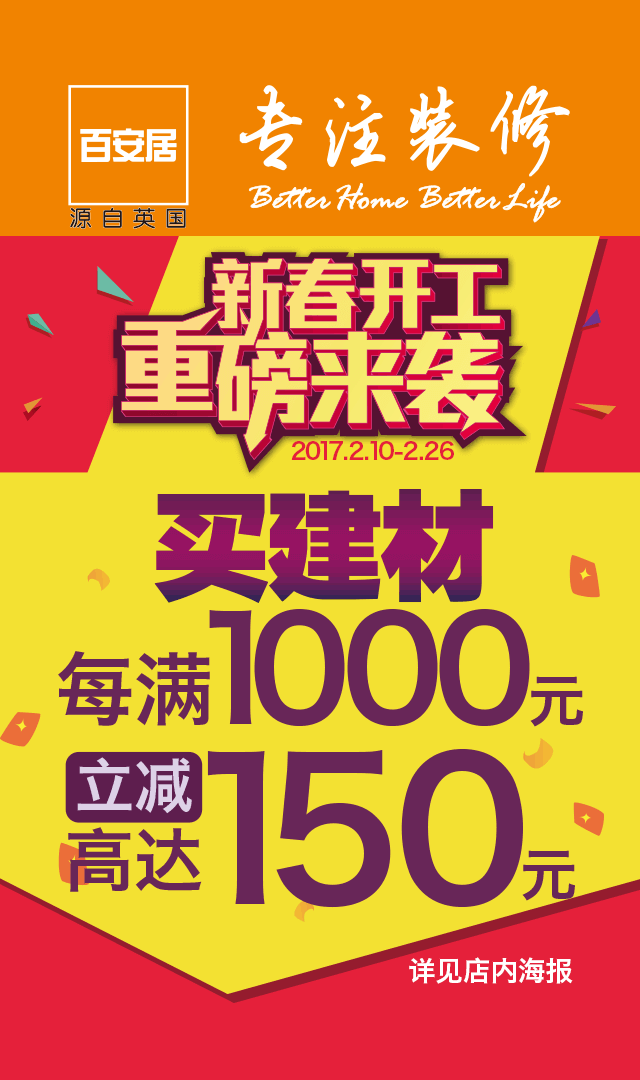 百安居
源自英国
专注装修
Better Home Better Life
新春开工
重磅来袭
2017.2.10-2.26
买建材
每满1000元
立减
高达150元
详见店内海报